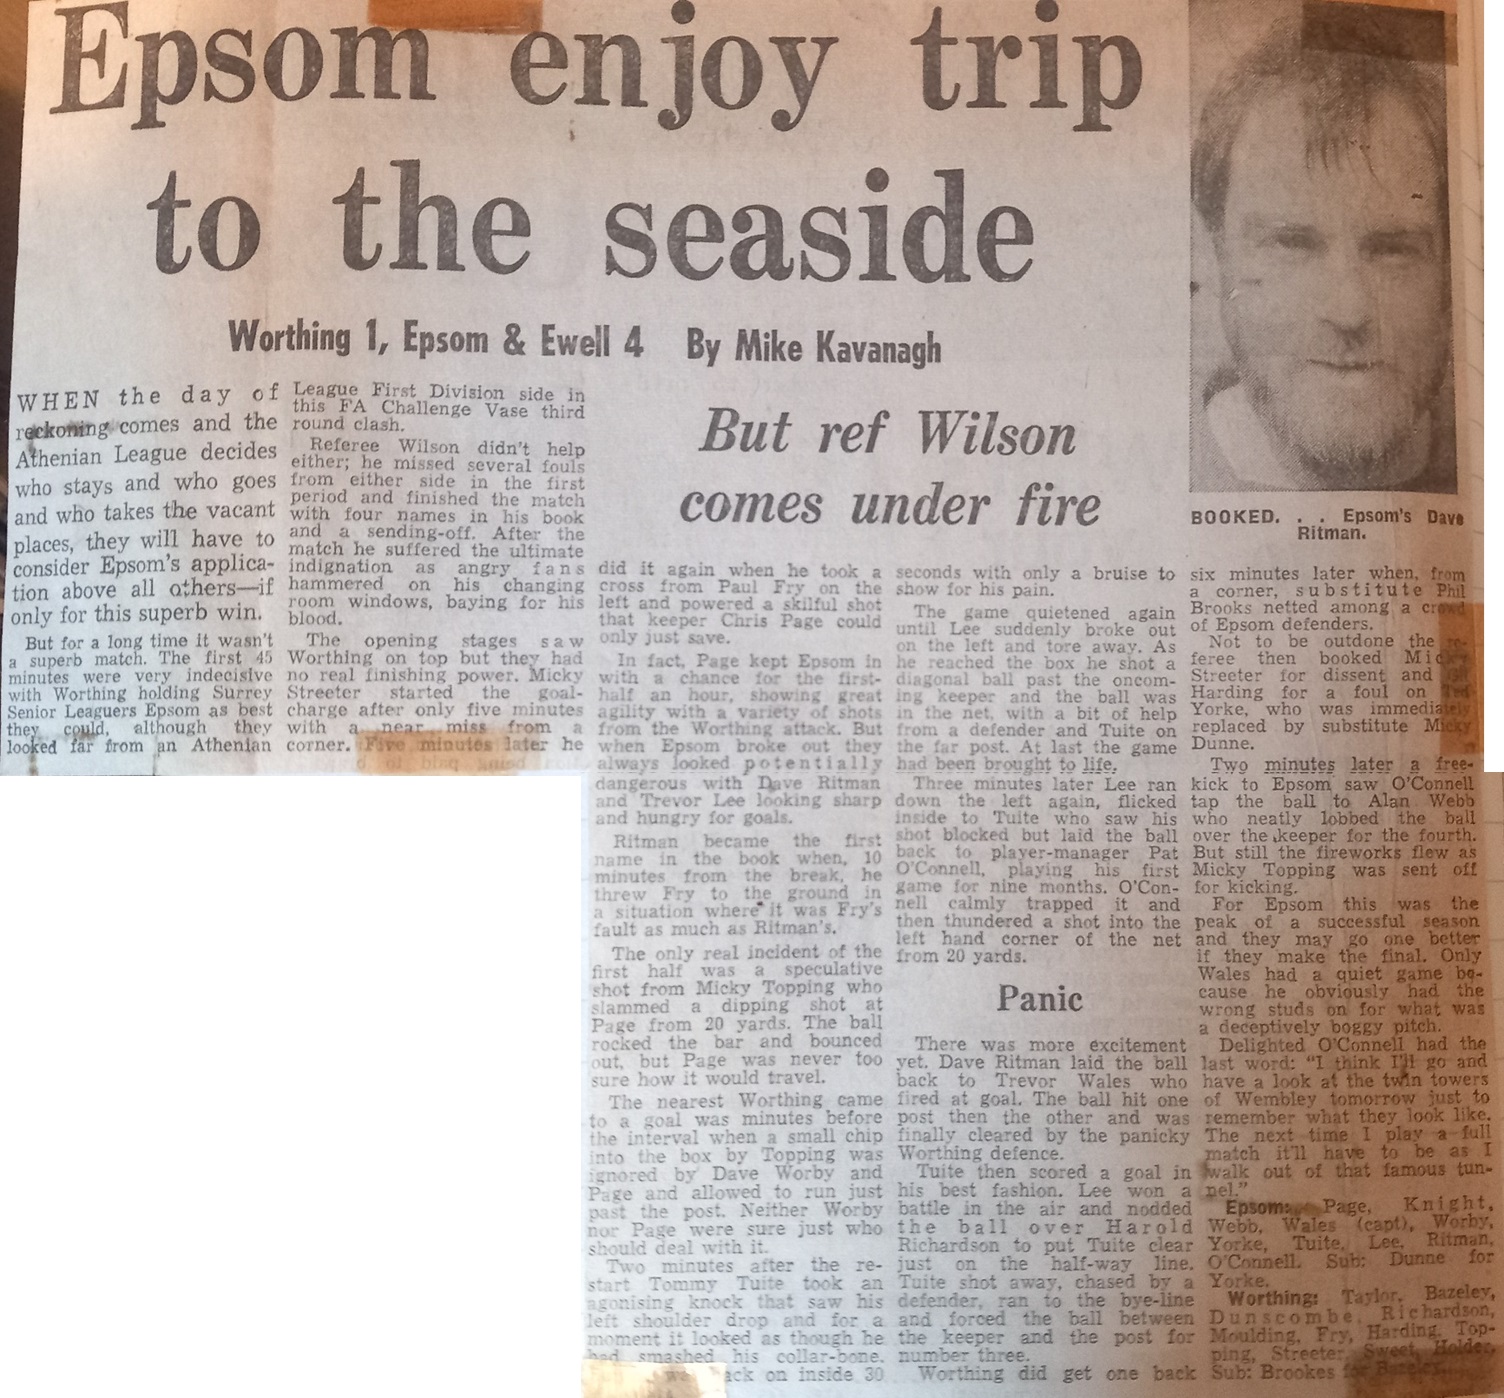 Epsom enjoy trip
to the seaside
Worthing 1, Epsom & Ewell 4 By Mike Kavanagh
WHEN the day of
reckoning comes and the
Athenian League decides
who stays and who goes
and who takes the vacant
places, they will have to
consider Epsom's applica-
tion above all others—if
only for this superb win.
But for a long time it wasn't
a superb match. The first 45
minutes were very indecisive
with Worthing holding Surrey
Senior Leaguers Epsom as best
they could, although they
looked far from an Athenian
League First Division side in
this FA Challenge Vase third
round clash.
Referee Wilson didn't help
either; he missed several fouls
from either side in the first
period and finished the match
with four names in his book
and a sending-off. After the
match he suffered the ultimate
indignation as angry fans
hammered on his changing
room windows, baying for his
blood.
The opening stages saw
Worthing on top but they had
no real finishing power. Micky
Streeter started the goal-
charge after only five minutes
with a near miss from a
corner. Five minutes later he
But ref Wilson
comes under fire
did it again when he took a
cross from Paul Fry on the
left and powered a skilful shot
that keeper Chris Page could
only just save.
In fact, Page kept Epsom in
with a chance for the first-
half an hour, showing great
agility with a variety of shots
from the Worthing attack. But
when Epsom broke out they
always looked potentially
dangerous with Dave Ritman
and Trevor Lee looking sharp
and hungry for goals.
Ritman became the first
name in the book when, 10
minutes from the break, he
threw Fry to the ground in
a situation where it was Fry's
fault as much as Ritman's.
The only real incident of the
first half was a speculative
shot from Micky Topping who
slammed a dipping shot at
Page from 20 yards. The ball
rocked the bar and bounced
out, but Page was never too
sure how it would travel.
The nearest Worthing came
to a goal was minutes before
the interval when a small chip
into the box by Topping was
ignored by Dave Worby and
Page and allowed to run just
past the post. Neither Worby
nor Page were sure just who
should deal with it.
Two minutes after the re-
start Tommy Tuite took an
agonising knock that saw his
left shoulder drop and for a
moment it looked as though he
had smashed his collar-bone.
on inside 30
seconds with only a bruise to
show for his pain.
The game quietened again
until Lee suddenly broke out
on the left and tore away. As
he reached the box he shot a
diagonal ball past the oncom-
ing keeper and the ball was
in the net, with a bit of help
from a defender and Tuite on
the far post. At last the game
had been brought to life.
Three minutes later Lee ran
down the left again, flicked
inside to Tuite who saw his
shot blocked but laid the ball
back to player-manager Pat
O'Connell, playing his first
game for nine months. O'Con-
nell calmly trapped it and
then thundered a shot into the
left hand corner of the net
from 20 yards.
Panic
There was more excitement
yet. Dave Ritman laid the ball
back to Trevor Wales who
fired at goal. The ball hit one
post then the other and was
finally cleared by the panicky
Worthing defence.
Tuite then scored a goal in
his best fashion. Lee won a
battle in the air and nodded
the ball over Harold
Richardson to put Tuite clear
just on the half-way line.
Tuite shot away, chased by a
defender, ran to the bye-line
and forced the ball between
the keeper and the post for
number three.
Worthing did get one back
BOOKED. . . Epsom's Dave
Ritman.
six minutes later when, from
a corner, substitute Phil
Brooks netted among a crowd
of Epsom defenders.
Not to be outdone the re-
feree then booked Micky
Streeter for dissent and
Harding for a foul on
Yorke, who was immediately
replaced by substitute Micky
Dunne.
Two minutes later a free-
kick to Epsom saw O'Connell
tap the ball to Alan Webb
who neatly lobbed the ball
over the keeper for the fourth.
But still the fireworks flew as
Micky Topping was sent off
for kicking.
For Epsom this was the
peak of a successful season
and they may go one better
if they make the final. Only
Wales had a quiet game be-
cause he obviously had the
wrong studs on for what was
a deceptively boggy pitch.
Delighted O'Connell had the
last word: "I think I'll go and
have a look at the twin towers
of Wembley tomorrow just to
remember what they look like.
The next time I play a full
match it'll have to be as I
walk out of that famous tun-
nel."
Epsom: Page, Knight,
Webb, Wales (capt), Worby,
Yorke, Tuite, Lee, Ritman,
O'Connell. Sub: Dunne for
Yorke.
Worthing: Taylor, Bazeley,
Dunscombe, Richardson,
Moulding, Fry, Harding, Top-
ping, Streeter, Sweet, Holder,
Sub: Brookes for Bazeley.